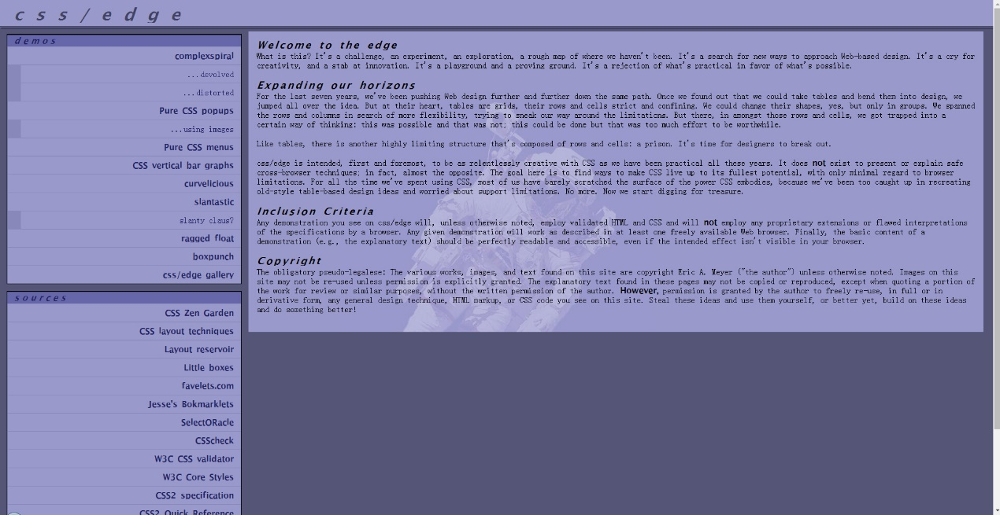 css/edge
demos
complexspiral
...devolved
...distorted
Pure CSS popups
...using images
Pure CSS menus
CSS vertical bar graphs
curvelicious
slantastic
slanty claus?
ragged float
boxpunch
css/edge gallery
sources
CSS Zen Garden
CSS layout techniques
Layout reservoir
Little boxes
favelets.com
Jesse's Bokmarklets
SelectORacle
CSScheck
W3C CSS validator
W3C Core Styles
CSS2 specification
CSS2 Quick Reference
Welcome to the edge
What is this? It's a challenge, an experiment, an exploration, a rough map of where we haven't been. It's a search for new ways to approach Web-based design. It's a cry for
creativity, and a stab at innovation. It's a playground and a proving ground. It's a rejection of what's practical in favor of what's possible.
Expanding our horizons
For the last seven years, we've been pushing Web design further and further down the same path. Once we found out that we could take tables and bend them into design, we
jumped all over the idea. But at their heart, tables are grids, their rows and cells strict and confining. We could change their shapes, yes, but only in groups. We spanned
the rows and columns in search of more flexibility, trying to sneak our way around the limitations. But there, in amongst those rows and cells, we got trapped into a
certain way of thinking: this was possible and that was not; this could be done but that was too much effort to be worthwhile.
Like tables, there is another highly limiting structure that's composed of rows and cells: a prison. It's time for designers to break out.
css/edge is intended, first and foremost, to be as relentlessly creative with CSS as we have been practical all these years. It does not exist to present or explain safe
cross-browser techniques; in fact, almost the opposite. The goal here is to find ways to make CSS live up to its fullest potential, with only minimal regard to browser
limitations. For all the time we've spent using CSS, most of us have barely scratched the surface of the power CSS embodies, because we've been too caught up in recreating
old-style table-based design ideas and worried about support limitations. No more. Now we start digging for treasure.
Inclusion Criteria
Any demonstration you see on css/edge will, unless otherwise noted, employ validated HTML and CSS and will not employ any proprietary extensions or flawed interpretations
of the specifications by a browser. Any given demonstration will work as described in at least one freely available Web browser. Finally, the basic content of a
demonstration (e.g., the explanatory text) should be perfectly readable and accessible, even if the intended effect isn't visible in your browser.
Copyright
The obligatory pseudo-legalese: The various works, images, and text found on this site are copyright Eric A. Meyer ("the author") unless otherwise noted. Images on this
site may not be re-used unless permission is explicitly granted. The explanatory text found in these pages may not be copied or reproduced, except when quoting a portion of
the work for review or similar purposes, without the written permission of the author. However, permission is granted by the author to freely re-use, in full or in
derivative form, any general design technique, HTML markup, or CSS code you see on this site. Steal these ideas and use them yourself, or better yet, build on these ideas
and do something better!